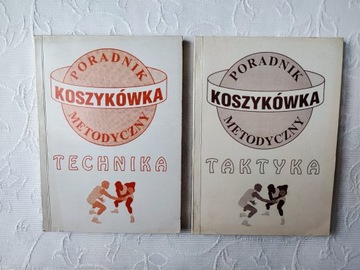 PORADNIK
KOSZYKÓWKA
METODYCZNY
TECHNIKA
PORADNIK
KOSZYKÓWKA
METODYCZNY
TAKTYKA